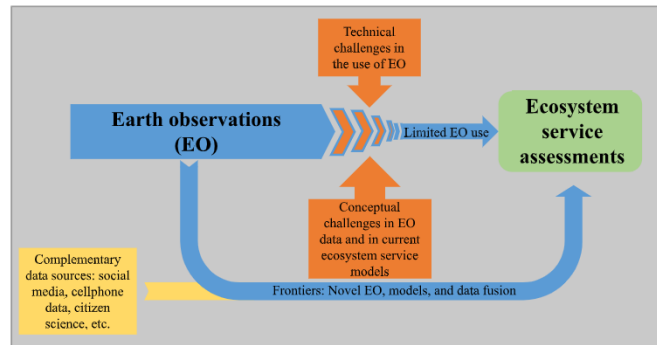 Technical
challenges in
the use of EO
Earth observations
(EO)
Limited EO use
Ecosystem
service
assessments
Conceptual
challenges in EO
data and in current
ecosystem service
models
Complementary
data sources: social
media, cellphone
data, citizen
science, etc.
Frontiers: Novel EO, models, and data fusion